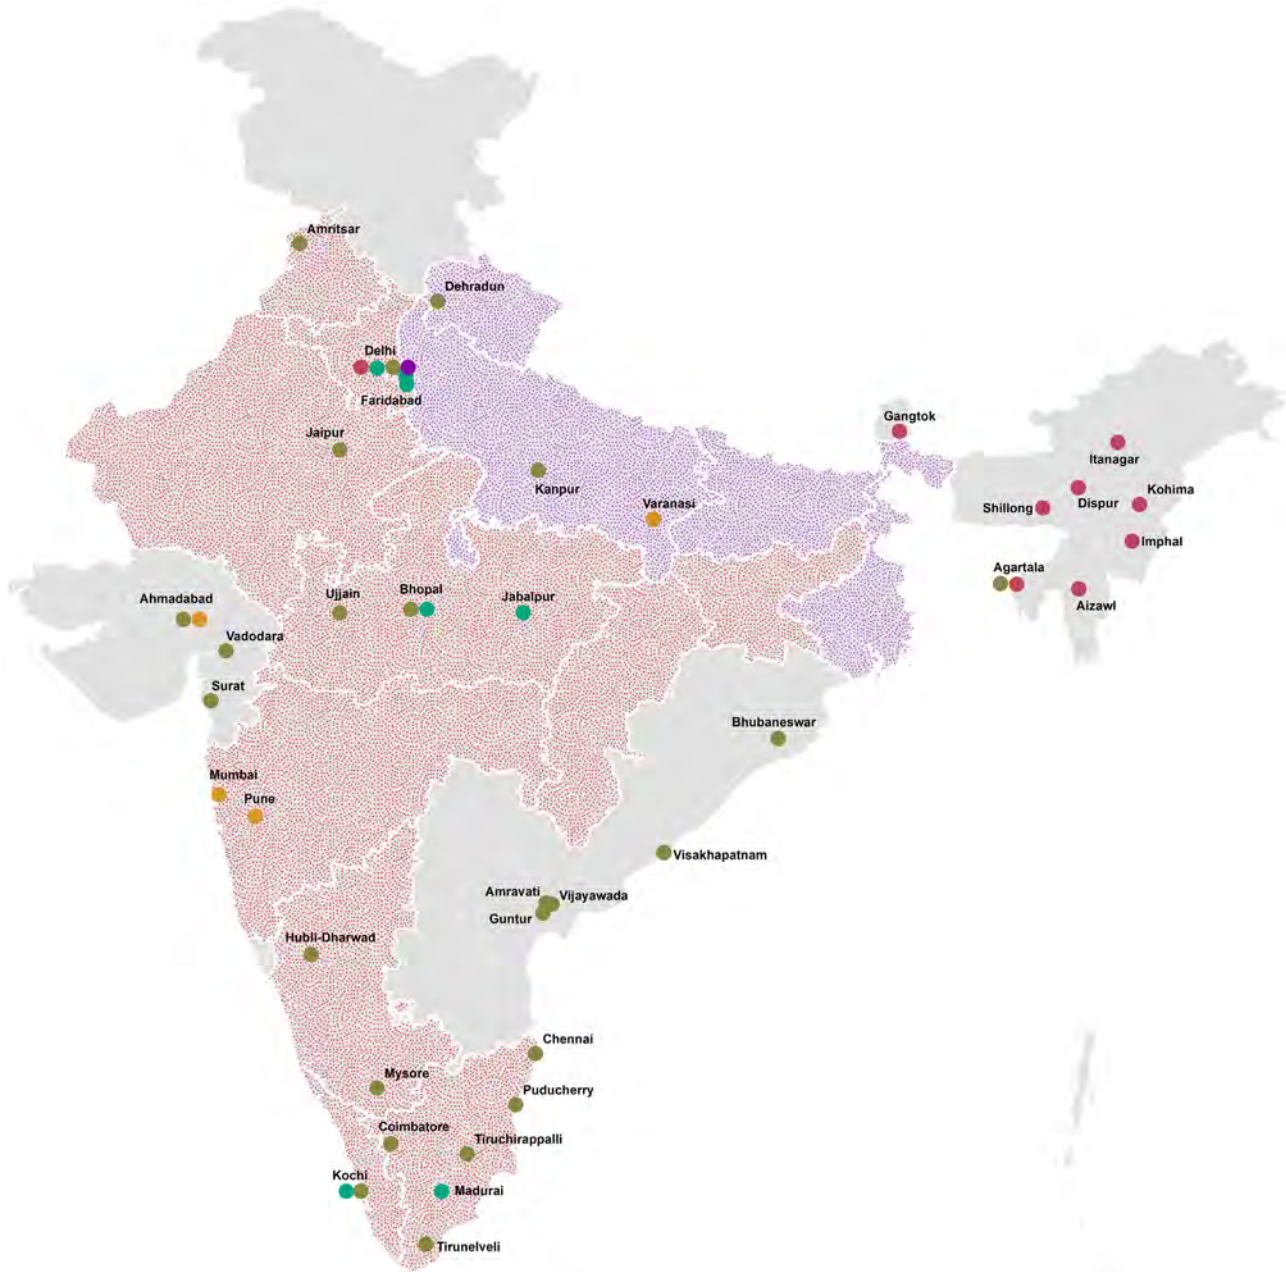 Amritsar
Dehradun
Delhi
Faridabad
Gangtok
Jaipur
Itanagar
Kanpur
Varanasi
Kohima
Dispur
Shillong
Imphal
Agartala
Ujjain
Bhopal
Jabalpur
Ahmadabad
Aizawl
Vadodara
Surat
Bhubaneswar
Mumbai
Pune
Visakhapatnam
Amravati
Vijayawada
Guntur
Hubli-Dharwad
Chennai
Mysore
Puducherry
Coimbatore
Tiruchirappalli
Kochi
Madurai
Tirunelveli